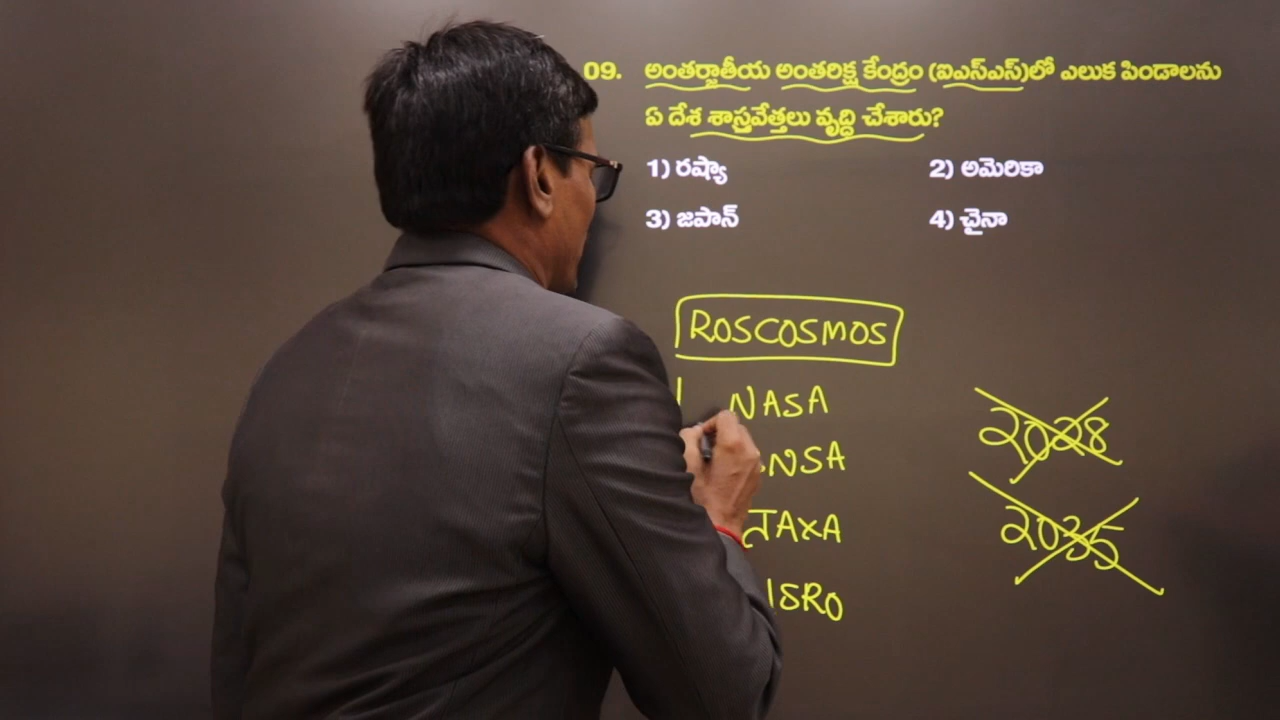 09. అంతర్జాతీయ అంతరిక్ష కేంద్రం (ఐఎస్ఎస్)లో ఎలుక పిండాలను
ఏ దేశ శాస్త్రవేత్తలు వృద్ధి చేశారు?
1) రష్యా 2) అమెరికా
3) జపాన్ 4) చైనా
ROSCOSMOS
NASA
2028
NSA
JAXA
2035
ISRO